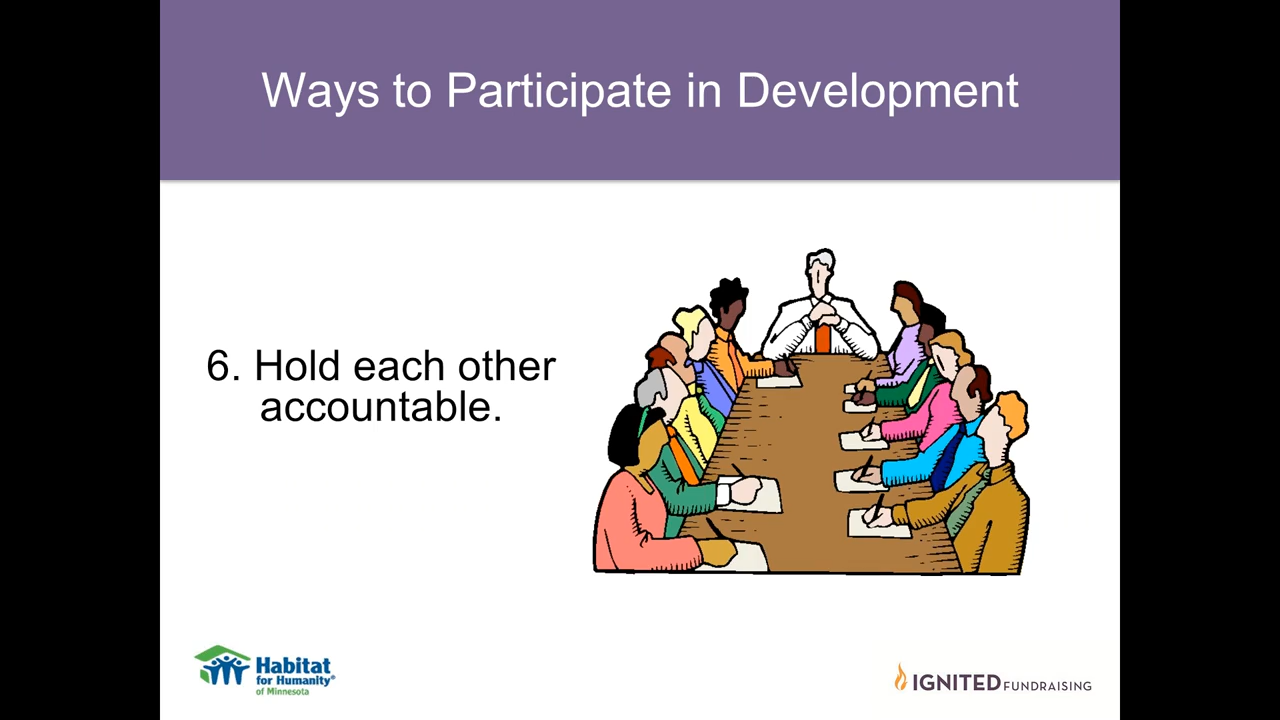 Ways to Participate in Development
6. Hold each other
accountable.
Habitat
for Humanity®
of Minnesota
IGNITED FUNDRAISING